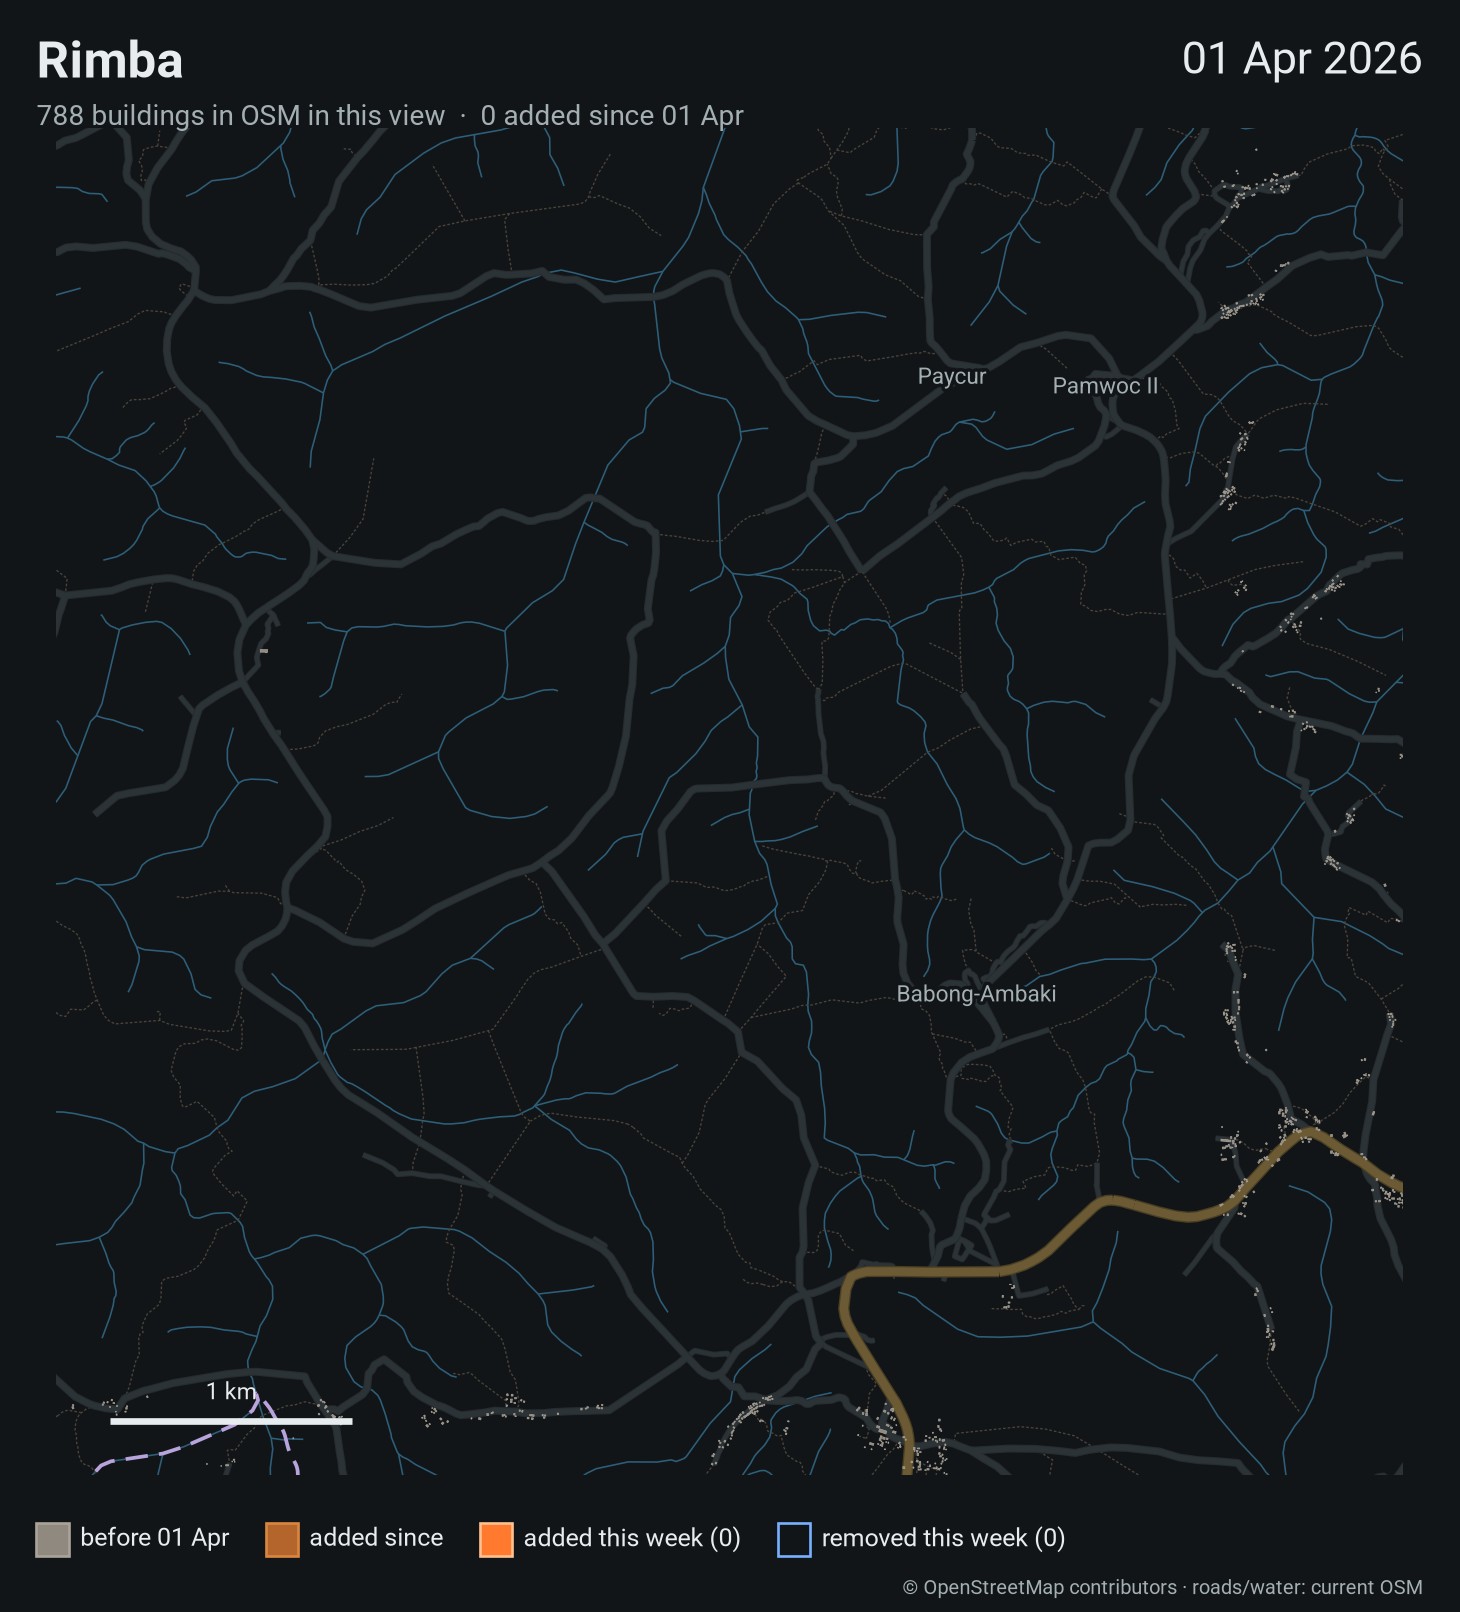 Rimba
01 Apr 2026
788 buildings in OSM in this view · 0 added since 01 Apr
Paycur
Pamwoc II
Babong-Ambaki
1 km
before 01 Apr
added since
added this week (0)
removed this week (0)
© OpenStreetMap contributors · roads/water: current OSM